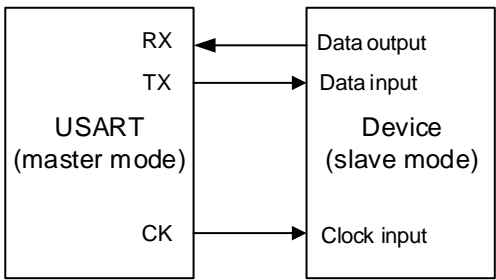 RX
Data output
TX
Data input
USART
(master mode)
Device
(slave mode)
CK
Clock input